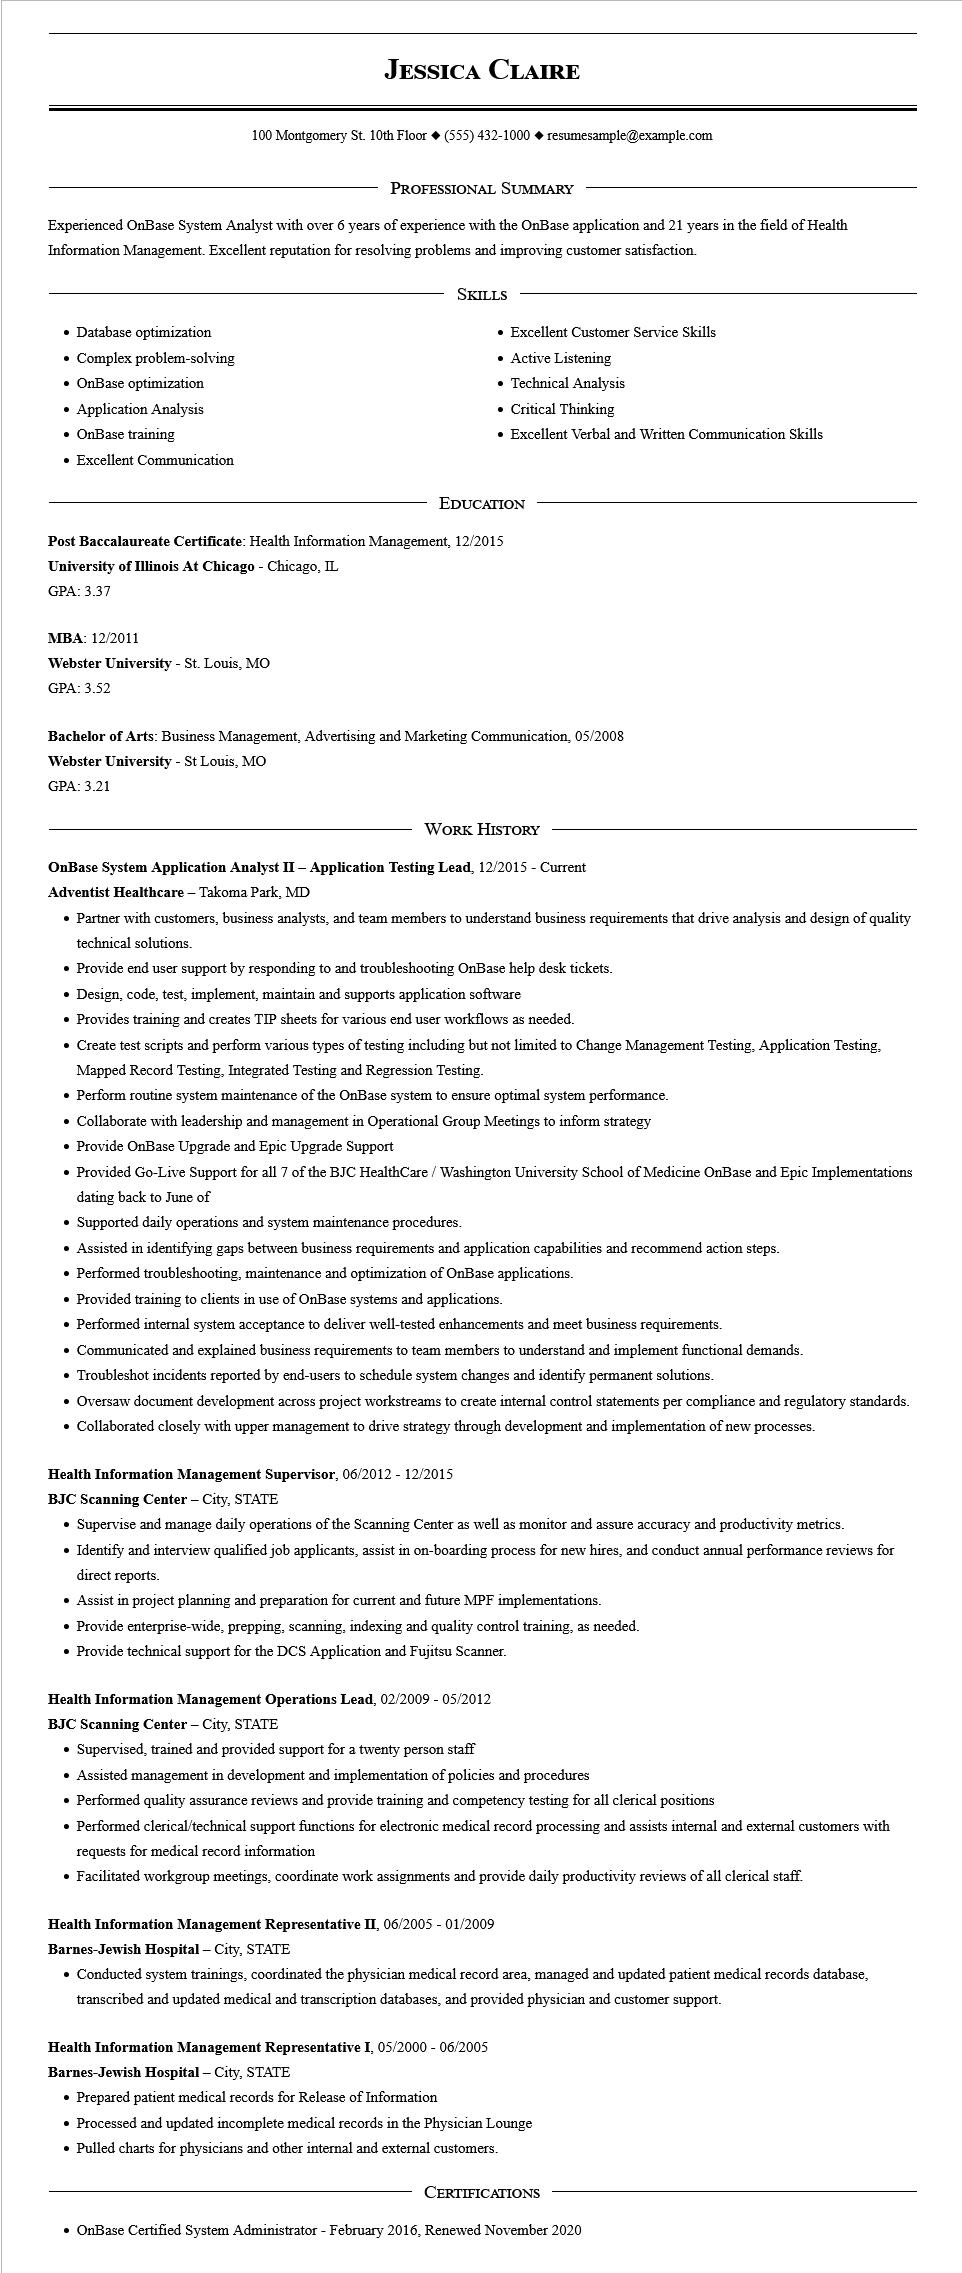 Jessica Claire
100 Montgomery St. 10th Floor ◆ (555) 432-1000 ◆ resumesample@example.com
Professional Summary
Experienced OnBase System Analyst with over 6 years of experience with the OnBase application and 21 years in the field of Health
Information Management. Excellent reputation for resolving problems and improving customer satisfaction.
Skills
• Database optimization
• Complex problem-solving
• OnBase optimization
• Application Analysis
• OnBase training
• Excellent Communication
• Excellent Customer Service Skills
• Active Listening
• Technical Analysis
• Critical Thinking
• Excellent Verbal and Written Communication Skills
Education
Post Baccalaureate Certificate: Health Information Management, 12/2015
University of Illinois At Chicago - Chicago, IL
GPA: 3.37
MBA: 12/2011
Webster University - St. Louis, MO
GPA: 3.52
Bachelor of Arts: Business Management, Advertising and Marketing Communication, 05/2008
Webster University - St Louis, MO
GPA: 3.21
Work History
OnBase System Application Analyst II – Application Testing Lead, 12/2015 - Current
Adventist Healthcare – Takoma Park, MD
• Partner with customers, business analysts, and team members to understand business requirements that drive analysis and design of quality
technical solutions.
• Provide end user support by responding to and troubleshooting OnBase help desk tickets.
• Design, code, test, implement, maintain and supports application software
• Provides training and creates TIP sheets for various end user workflows as needed.
• Create test scripts and perform various types of testing including but not limited to Change Management Testing, Application Testing,
Mapped Record Testing, Integrated Testing and Regression Testing.
• Perform routine system maintenance of the OnBase system to ensure optimal system performance.
• Collaborate with leadership and management in Operational Group Meetings to inform strategy
• Provide OnBase Upgrade and Epic Upgrade Support
• Provided Go-Live Support for all 7 of the BJC HealthCare / Washington University School of Medicine OnBase and Epic Implementations
dating back to June of
• Supported daily operations and system maintenance procedures.
• Assisted in identifying gaps between business requirements and application capabilities and recommend action steps.
• Performed troubleshooting, maintenance and optimization of OnBase applications.
• Provided training to clients in use of OnBase systems and applications.
• Performed internal system acceptance to deliver well-tested enhancements and meet business requirements.
• Communicated and explained business requirements to team members to understand and implement functional demands.
• Troubleshot incidents reported by end-users to schedule system changes and identify permanent solutions.
• Oversaw document development across project workstreams to create internal control statements per compliance and regulatory standards.
• Collaborated closely with upper management to drive strategy through development and implementation of new processes.
Health Information Management Supervisor, 06/2012 - 12/2015
BJC Scanning Center – City, STATE
• Supervise and manage daily operations of the Scanning Center as well as monitor and assure accuracy and productivity metrics.
• Identify and interview qualified job applicants, assist in on-boarding process for new hires, and conduct annual performance reviews for
direct reports.
• Assist in project planning and preparation for current and future MPF implementations.
• Provide enterprise-wide, prepping, scanning, indexing and quality control training, as needed.
• Provide technical support for the DCS Application and Fujitsu Scanner.
Health Information Management Operations Lead, 02/2009 - 05/2012
BJC Scanning Center – City, STATE
• Supervised, trained and provided support for a twenty person staff
• Assisted management in development and implementation of policies and procedures
• Performed quality assurance reviews and provide training and competency testing for all clerical positions
• Performed clerical/technical support functions for electronic medical record processing and assists internal and external customers with
requests for medical record information
• Facilitated workgroup meetings, coordinate work assignments and provide daily productivity reviews of all clerical staff.
Health Information Management Representative II, 06/2005 - 01/2009
Barnes-Jewish Hospital – City, STATE
• Conducted system trainings, coordinated the physician medical record area, managed and updated patient medical records database,
transcribed and updated medical and transcription databases, and provided physician and customer support.
Health Information Management Representative I, 05/2000 - 06/2005
Barnes-Jewish Hospital – City, STATE
• Prepared patient medical records for Release of Information
• Processed and updated incomplete medical records in the Physician Lounge
• Pulled charts for physicians and other internal and external customers.
Certifications
• OnBase Certified System Administrator - February 2016, Renewed November 2020